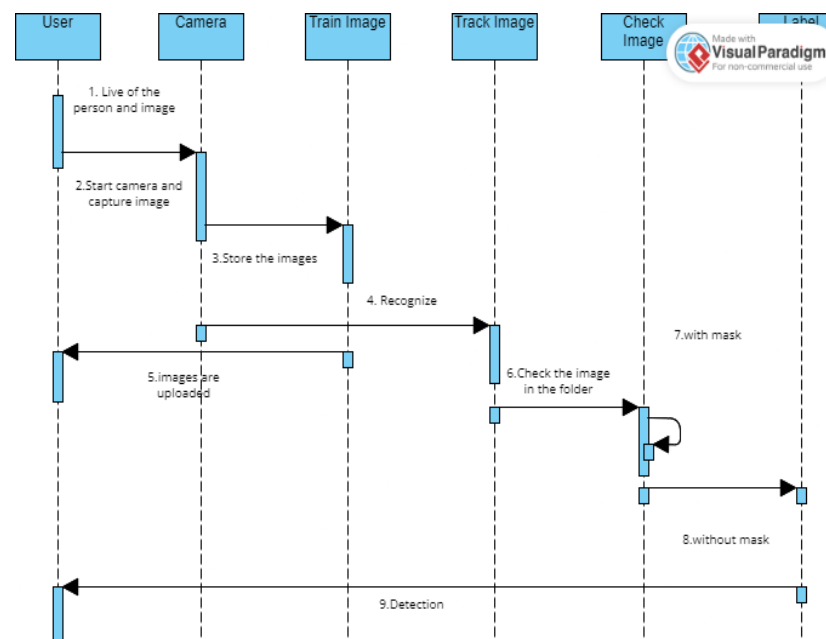 User
Camera
Train Image
Track Image
Check
Image
Label
Made with
VisualParadigm
For non-commercial use
1. Live of the
person and image
2.Start camera and
capture image
3.Store the images
4. Recognize
7.with mask
5.images are
uploaded
6.Check the image
in the folder
8.without mask
9.Detection